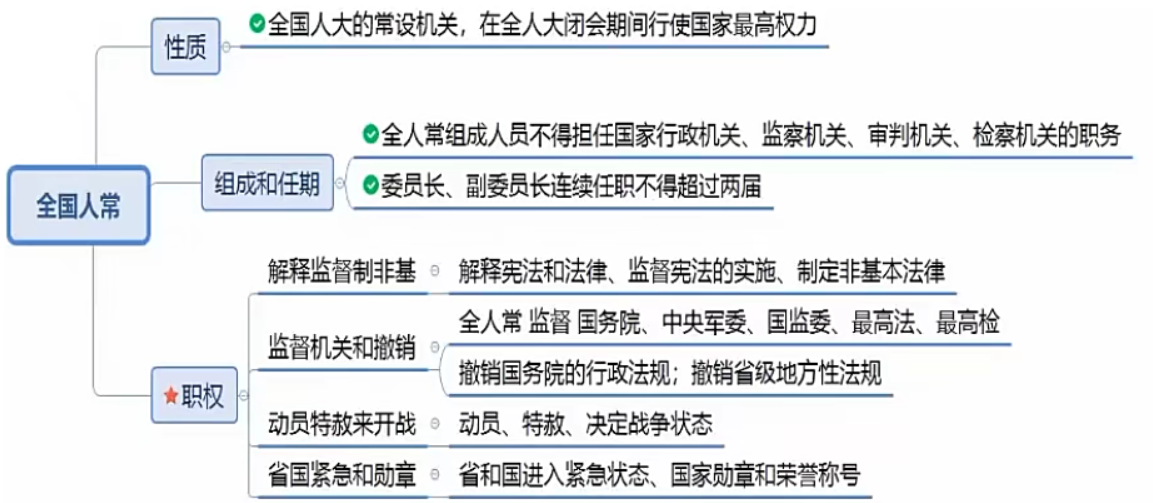 全国人大的常设机关，在全人大闭会期间行使国家最高权力
性质
全人常组成人员不得担任国家行政机关、监察机关、审判机关、检察机关的职务
组成和任期
委员长、副委员长连续任职不得超过两届
全国人常
解释监督制非基
解释宪法和法律、监督宪法的实施、制定非基本法律
全人常 监督 国务院、中央军委、国监委、最高法、最高检
监督机关和撤销
撤销国务院的行政法规；撤销省级地方性法规
职权
动员特赦来开战
动员、特赦、决定战争状态
省国紧急和勋章
省和国进入紧急状态、国家勋章和荣誉称号